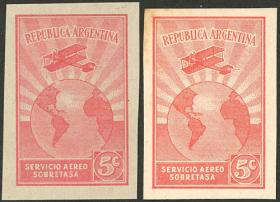 REPUBLICA ARGENTINA
SERVICIO AEREO
SOBRETASA
5c
REPUBLICA ARGENTINA
SERVICIO AEREO
SOBRETASA
5c